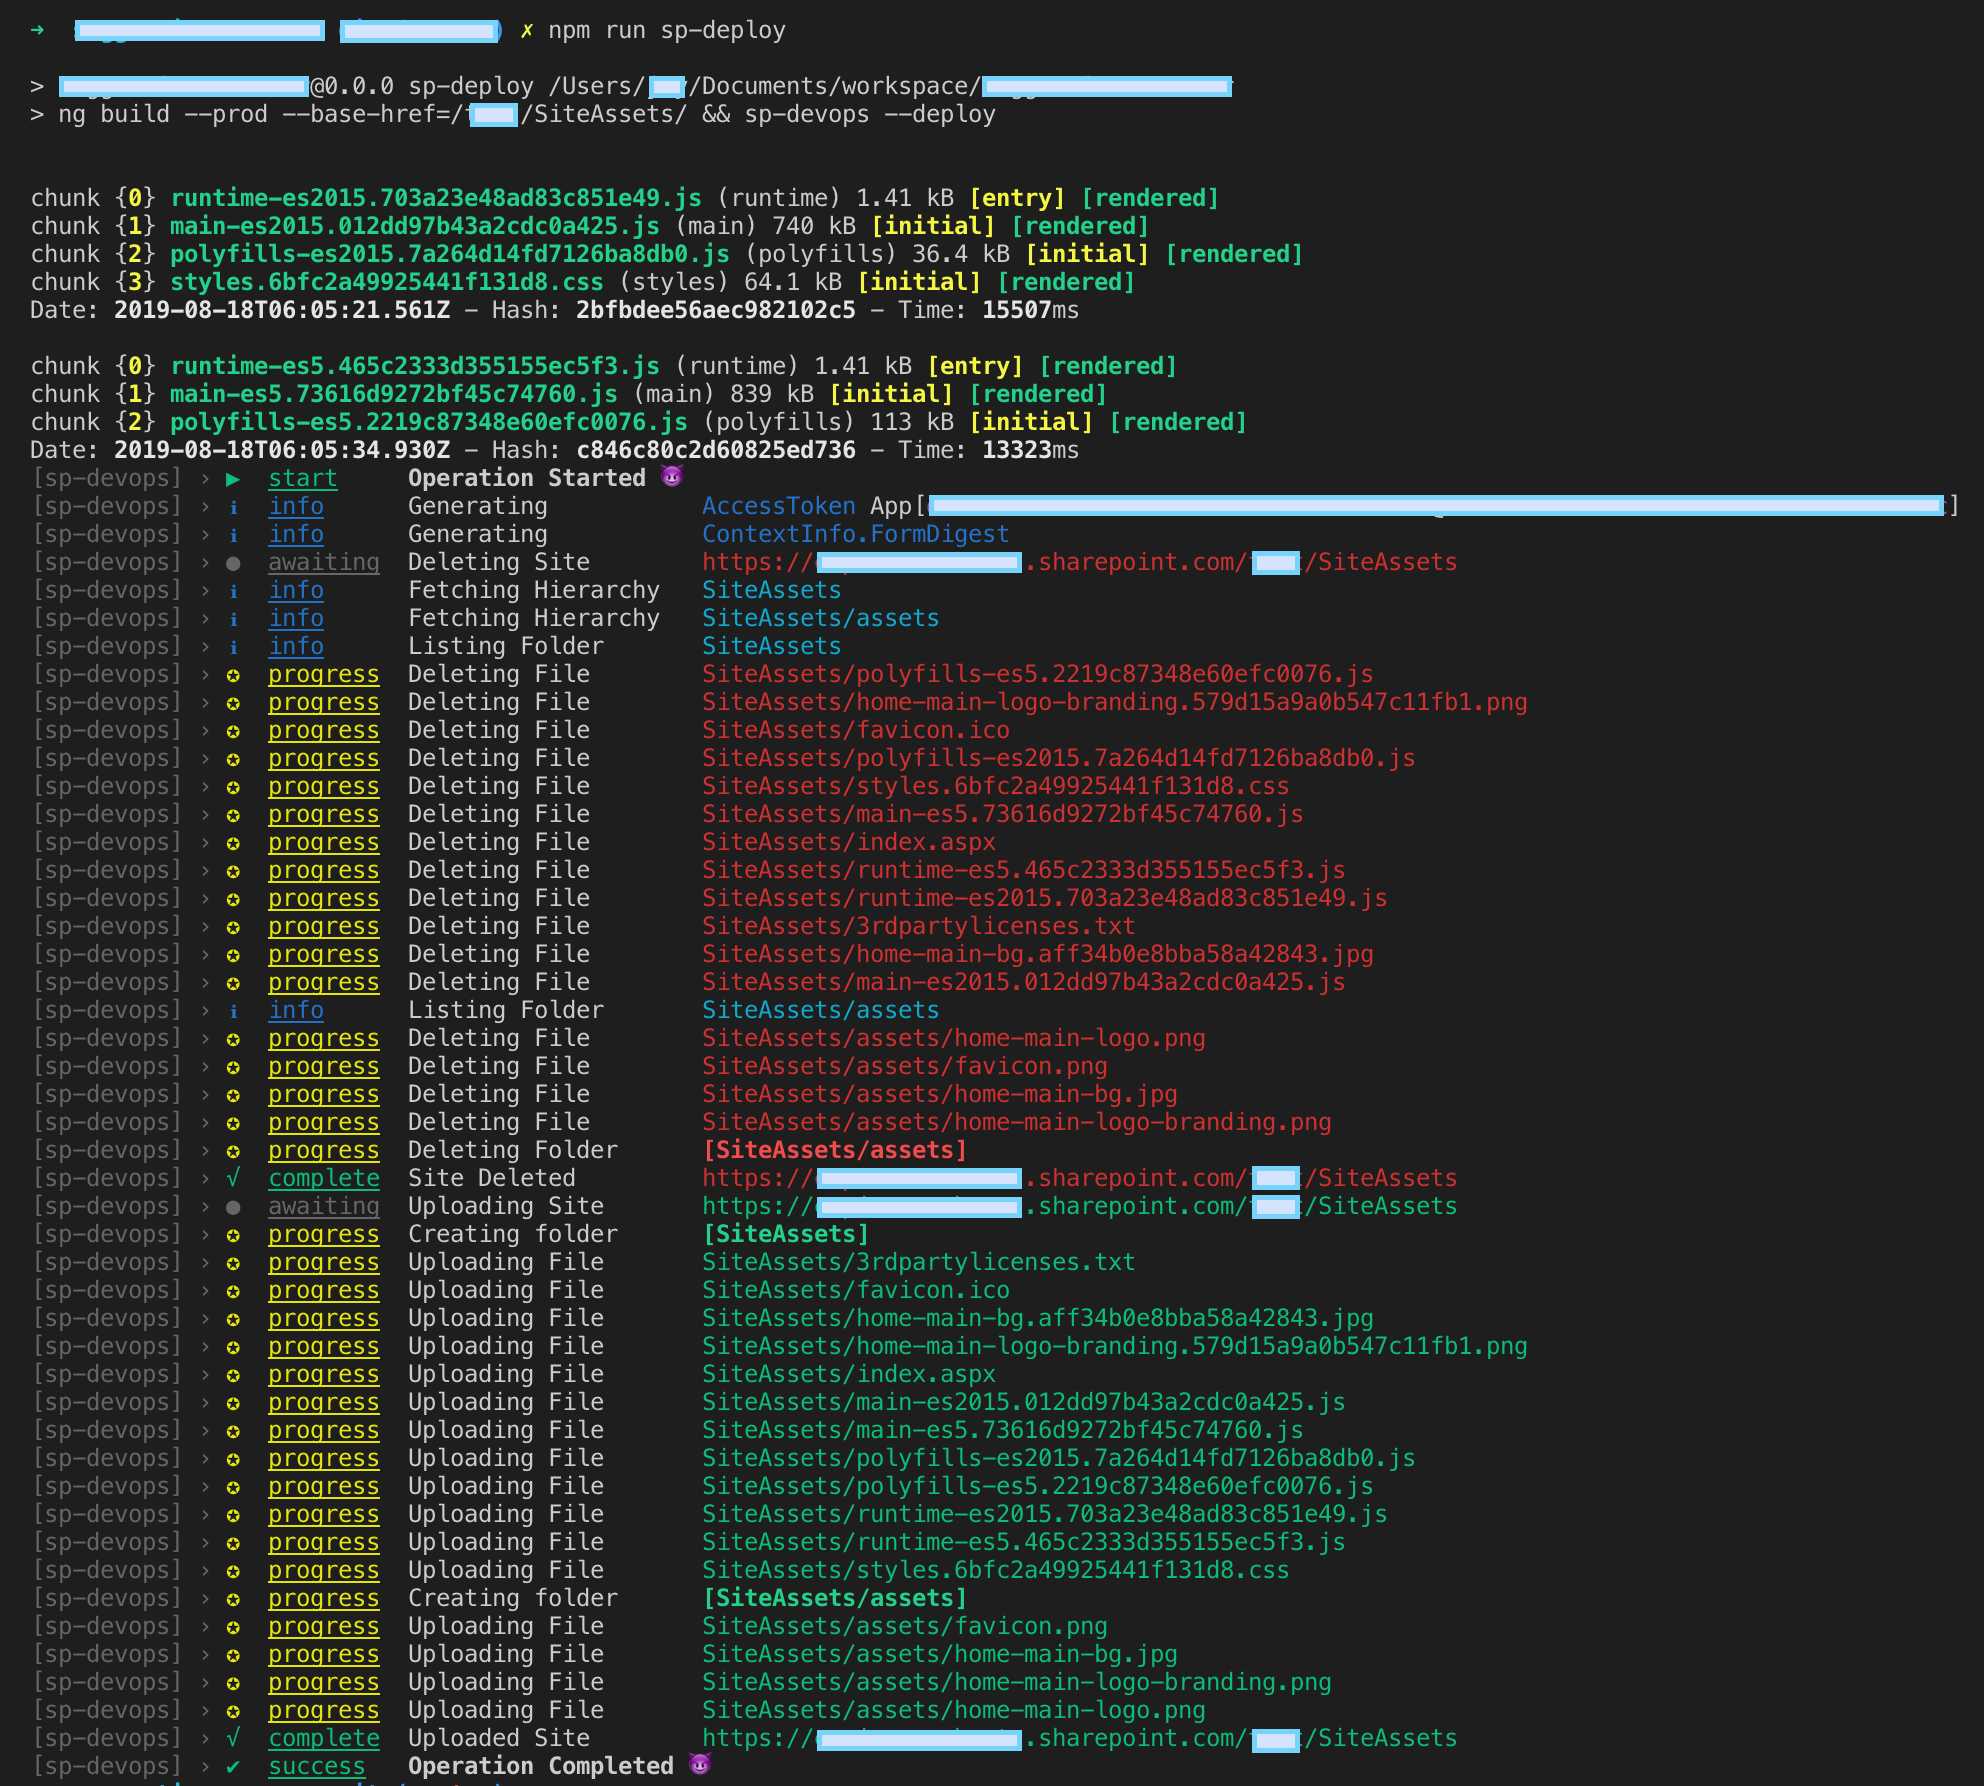 ➜ ✗ npm run sp-deploy
> @0.0.0 sp-deploy /Users/ /Documents/workspace/
> ng build --prod --base-href=/ /SiteAssets/ && sp-devops --deploy
chunk {0} runtime-es2015.703a23e48ad83c851e49.js (runtime) 1.41 kB [entry] [rendered]
chunk {1} main-es2015.012dd97b43a2cdc0a425.js (main) 740 kB [initial] [rendered]
chunk {2} polyfills-es2015.7a264d14fd7126ba8db0.js (polyfills) 36.4 kB [initial] [rendered]
chunk {3} styles.6bfc2a49925441f131d8.css (styles) 64.1 kB [initial] [rendered]
Date: 2019-08-18T06:05:21.561Z - Hash: 2bfbdee56aec982102c5 - Time: 15507ms
chunk {0} runtime-es5.465c2333d355155ec5f3.js (runtime) 1.41 kB [entry] [rendered]
chunk {1} main-es5.73616d9272bf45c74760.js (main) 839 kB [initial] [rendered]
chunk {2} polyfills-es5.2219c87348e60efc0076.js (polyfills) 113 kB [initial] [rendered]
Date: 2019-08-18T06:05:34.930Z - Hash: c846c80c2d60825ed736 - Time: 13323ms
[sp-devops] › ▶ start Operation Started 😈
[sp-devops] › ℹ info Generating AccessToken App[ ]
[sp-devops] › ℹ info Generating ContextInfo.FormDigest
[sp-devops] › ● awaiting Deleting Site https:// .sharepoint.com/ /SiteAssets
[sp-devops] › ℹ info Fetching Hierarchy SiteAssets
[sp-devops] › ℹ info Fetching Hierarchy SiteAssets/assets
[sp-devops] › ℹ info Listing Folder SiteAssets
[sp-devops] › ✪ progress Deleting File SiteAssets/polyfills-es5.2219c87348e60efc0076.js
[sp-devops] › ✪ progress Deleting File SiteAssets/home-main-logo-branding.579d15a9a0b547c11fb1.png
[sp-devops] › ✪ progress Deleting File SiteAssets/favicon.ico
[sp-devops] › ✪ progress Deleting File SiteAssets/polyfills-es2015.7a264d14fd7126ba8db0.js
[sp-devops] › ✪ progress Deleting File SiteAssets/styles.6bfc2a49925441f131d8.css
[sp-devops] › ✪ progress Deleting File SiteAssets/main-es5.73616d9272bf45c74760.js
[sp-devops] › ✪ progress Deleting File SiteAssets/index.aspx
[sp-devops] › ✪ progress Deleting File SiteAssets/runtime-es5.465c2333d355155ec5f3.js
[sp-devops] › ✪ progress Deleting File SiteAssets/runtime-es2015.703a23e48ad83c851e49.js
[sp-devops] › ✪ progress Deleting File SiteAssets/3rdpartylicenses.txt
[sp-devops] › ✪ progress Deleting File SiteAssets/home-main-bg.aff34b0e8bba58a42843.jpg
[sp-devops] › ✪ progress Deleting File SiteAssets/main-es2015.012dd97b43a2cdc0a425.js
[sp-devops] › ℹ info Listing Folder SiteAssets/assets
[sp-devops] › ✪ progress Deleting File SiteAssets/assets/home-main-logo.png
[sp-devops] › ✪ progress Deleting File SiteAssets/assets/favicon.png
[sp-devops] › ✪ progress Deleting File SiteAssets/assets/home-main-bg.jpg
[sp-devops] › ✪ progress Deleting File SiteAssets/assets/home-main-logo-branding.png
[sp-devops] › ✪ progress Deleting Folder [SiteAssets/assets]
[sp-devops] › √ complete Site Deleted https:// .sharepoint.com/ /SiteAssets
[sp-devops] › ● awaiting Uploading Site https:// .sharepoint.com/ /SiteAssets
[sp-devops] › ✪ progress Creating folder [SiteAssets]
[sp-devops] › ✪ progress Uploading File SiteAssets/3rdpartylicenses.txt
[sp-devops] › ✪ progress Uploading File SiteAssets/favicon.ico
[sp-devops] › ✪ progress Uploading File SiteAssets/home-main-bg.aff34b0e8bba58a42843.jpg
[sp-devops] › ✪ progress Uploading File SiteAssets/home-main-logo-branding.579d15a9a0b547c11fb1.png
[sp-devops] › ✪ progress Uploading File SiteAssets/index.aspx
[sp-devops] › ✪ progress Uploading File SiteAssets/main-es2015.012dd97b43a2cdc0a425.js
[sp-devops] › ✪ progress Uploading File SiteAssets/main-es5.73616d9272bf45c74760.js
[sp-devops] › ✪ progress Uploading File SiteAssets/polyfills-es2015.7a264d14fd7126ba8db0.js
[sp-devops] › ✪ progress Uploading File SiteAssets/polyfills-es5.2219c87348e60efc0076.js
[sp-devops] › ✪ progress Uploading File SiteAssets/runtime-es2015.703a23e48ad83c851e49.js
[sp-devops] › ✪ progress Uploading File SiteAssets/runtime-es5.465c2333d355155ec5f3.js
[sp-devops] › ✪ progress Uploading File SiteAssets/styles.6bfc2a49925441f131d8.css
[sp-devops] › ✪ progress Creating folder [SiteAssets/assets]
[sp-devops] › ✪ progress Uploading File SiteAssets/assets/favicon.png
[sp-devops] › ✪ progress Uploading File SiteAssets/assets/home-main-bg.jpg
[sp-devops] › ✪ progress Uploading File SiteAssets/assets/home-main-logo-branding.png
[sp-devops] › ✪ progress Uploading File SiteAssets/assets/home-main-logo.png
[sp-devops] › √ complete Uploaded Site https:// .sharepoint.com/ /SiteAssets
[sp-devops] › ✔ success Operation Completed 😈